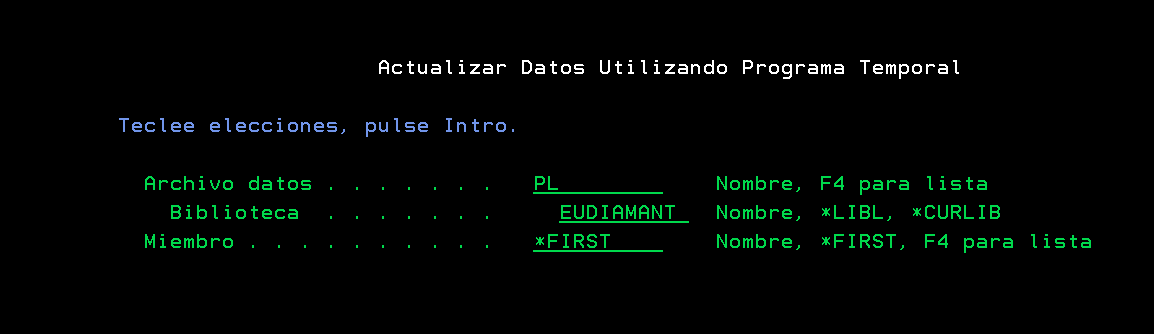 Actualizar Datos Utilizando Programa Temporal
Teclee elecciones, pulse Intro.
Archivo datos . . . . . . . PL Nombre, F4 para lista
Biblioteca . . . . . . . EUDIAMANT Nombre, *LIBL, *CURLIB
Miembro . . . . . . . . . . *FIRST Nombre, *FIRST, F4 para lista